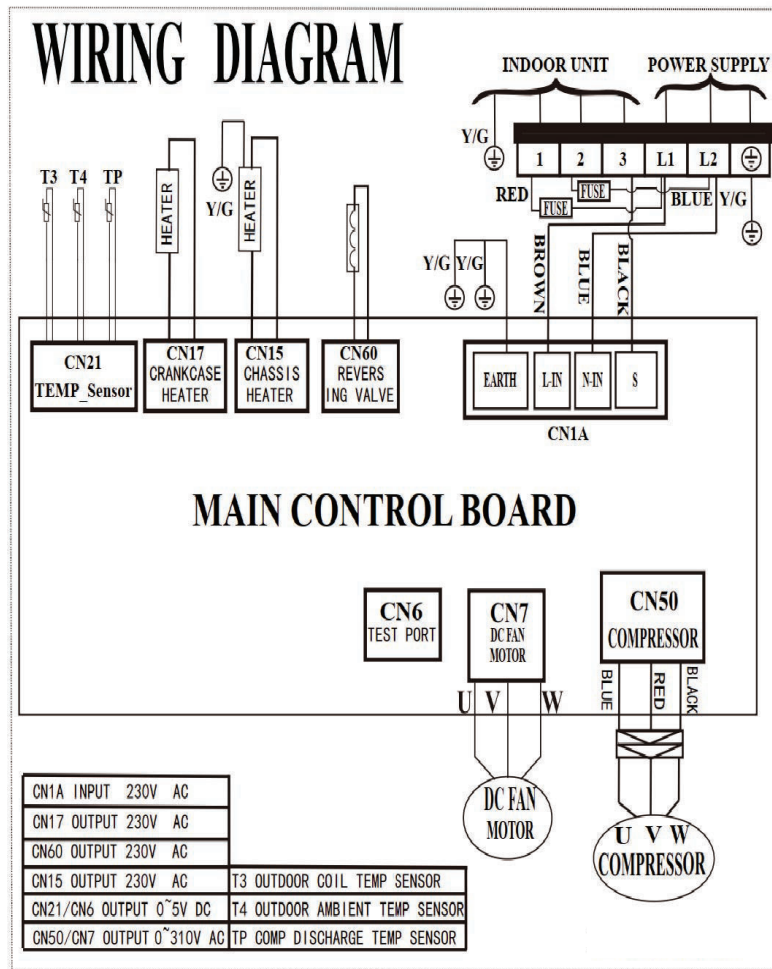 WIRING DIAGRAM
INDOOR UNIT POWER SUPPLY
Y/G
1 2 3 L1 L2
RED FUSE FUSE BLUE Y/G
T3 T4 TP
HEATER
Y/G
HEATER
Y/G Y/G
BROWN
BLUE
BLACK
CN21
TEMP_Sensor
CN17
CRANKCASE
HEATER
CN15
CHASSIS
HEATER
CN60
REVERS
ING VALVE
EARTH L-IN N-IN S
CN1A
MAIN CONTROL BOARD
CN6
TEST PORT
CN7
DC FAN
MOTOR
CN50
COMPRESSOR
U V W
BLUE
RED
BLACK
DC FAN
MOTOR
U V W
COMPRESSOR
CN1A INPUT 230V AC
CN17 OUTPUT 230V AC
CN60 OUTPUT 230V AC
CN15 OUTPUT 230V AC T3 OUTDOOR COIL TEMP SENSOR
CN21/CN6 OUTPUT 0~5V DC T4 OUTDOOR AMBIENT TEMP SENSOR
CN50/CN7 OUTPUT 0~310V AC TP COMP DISCHARGE TEMP SENSOR